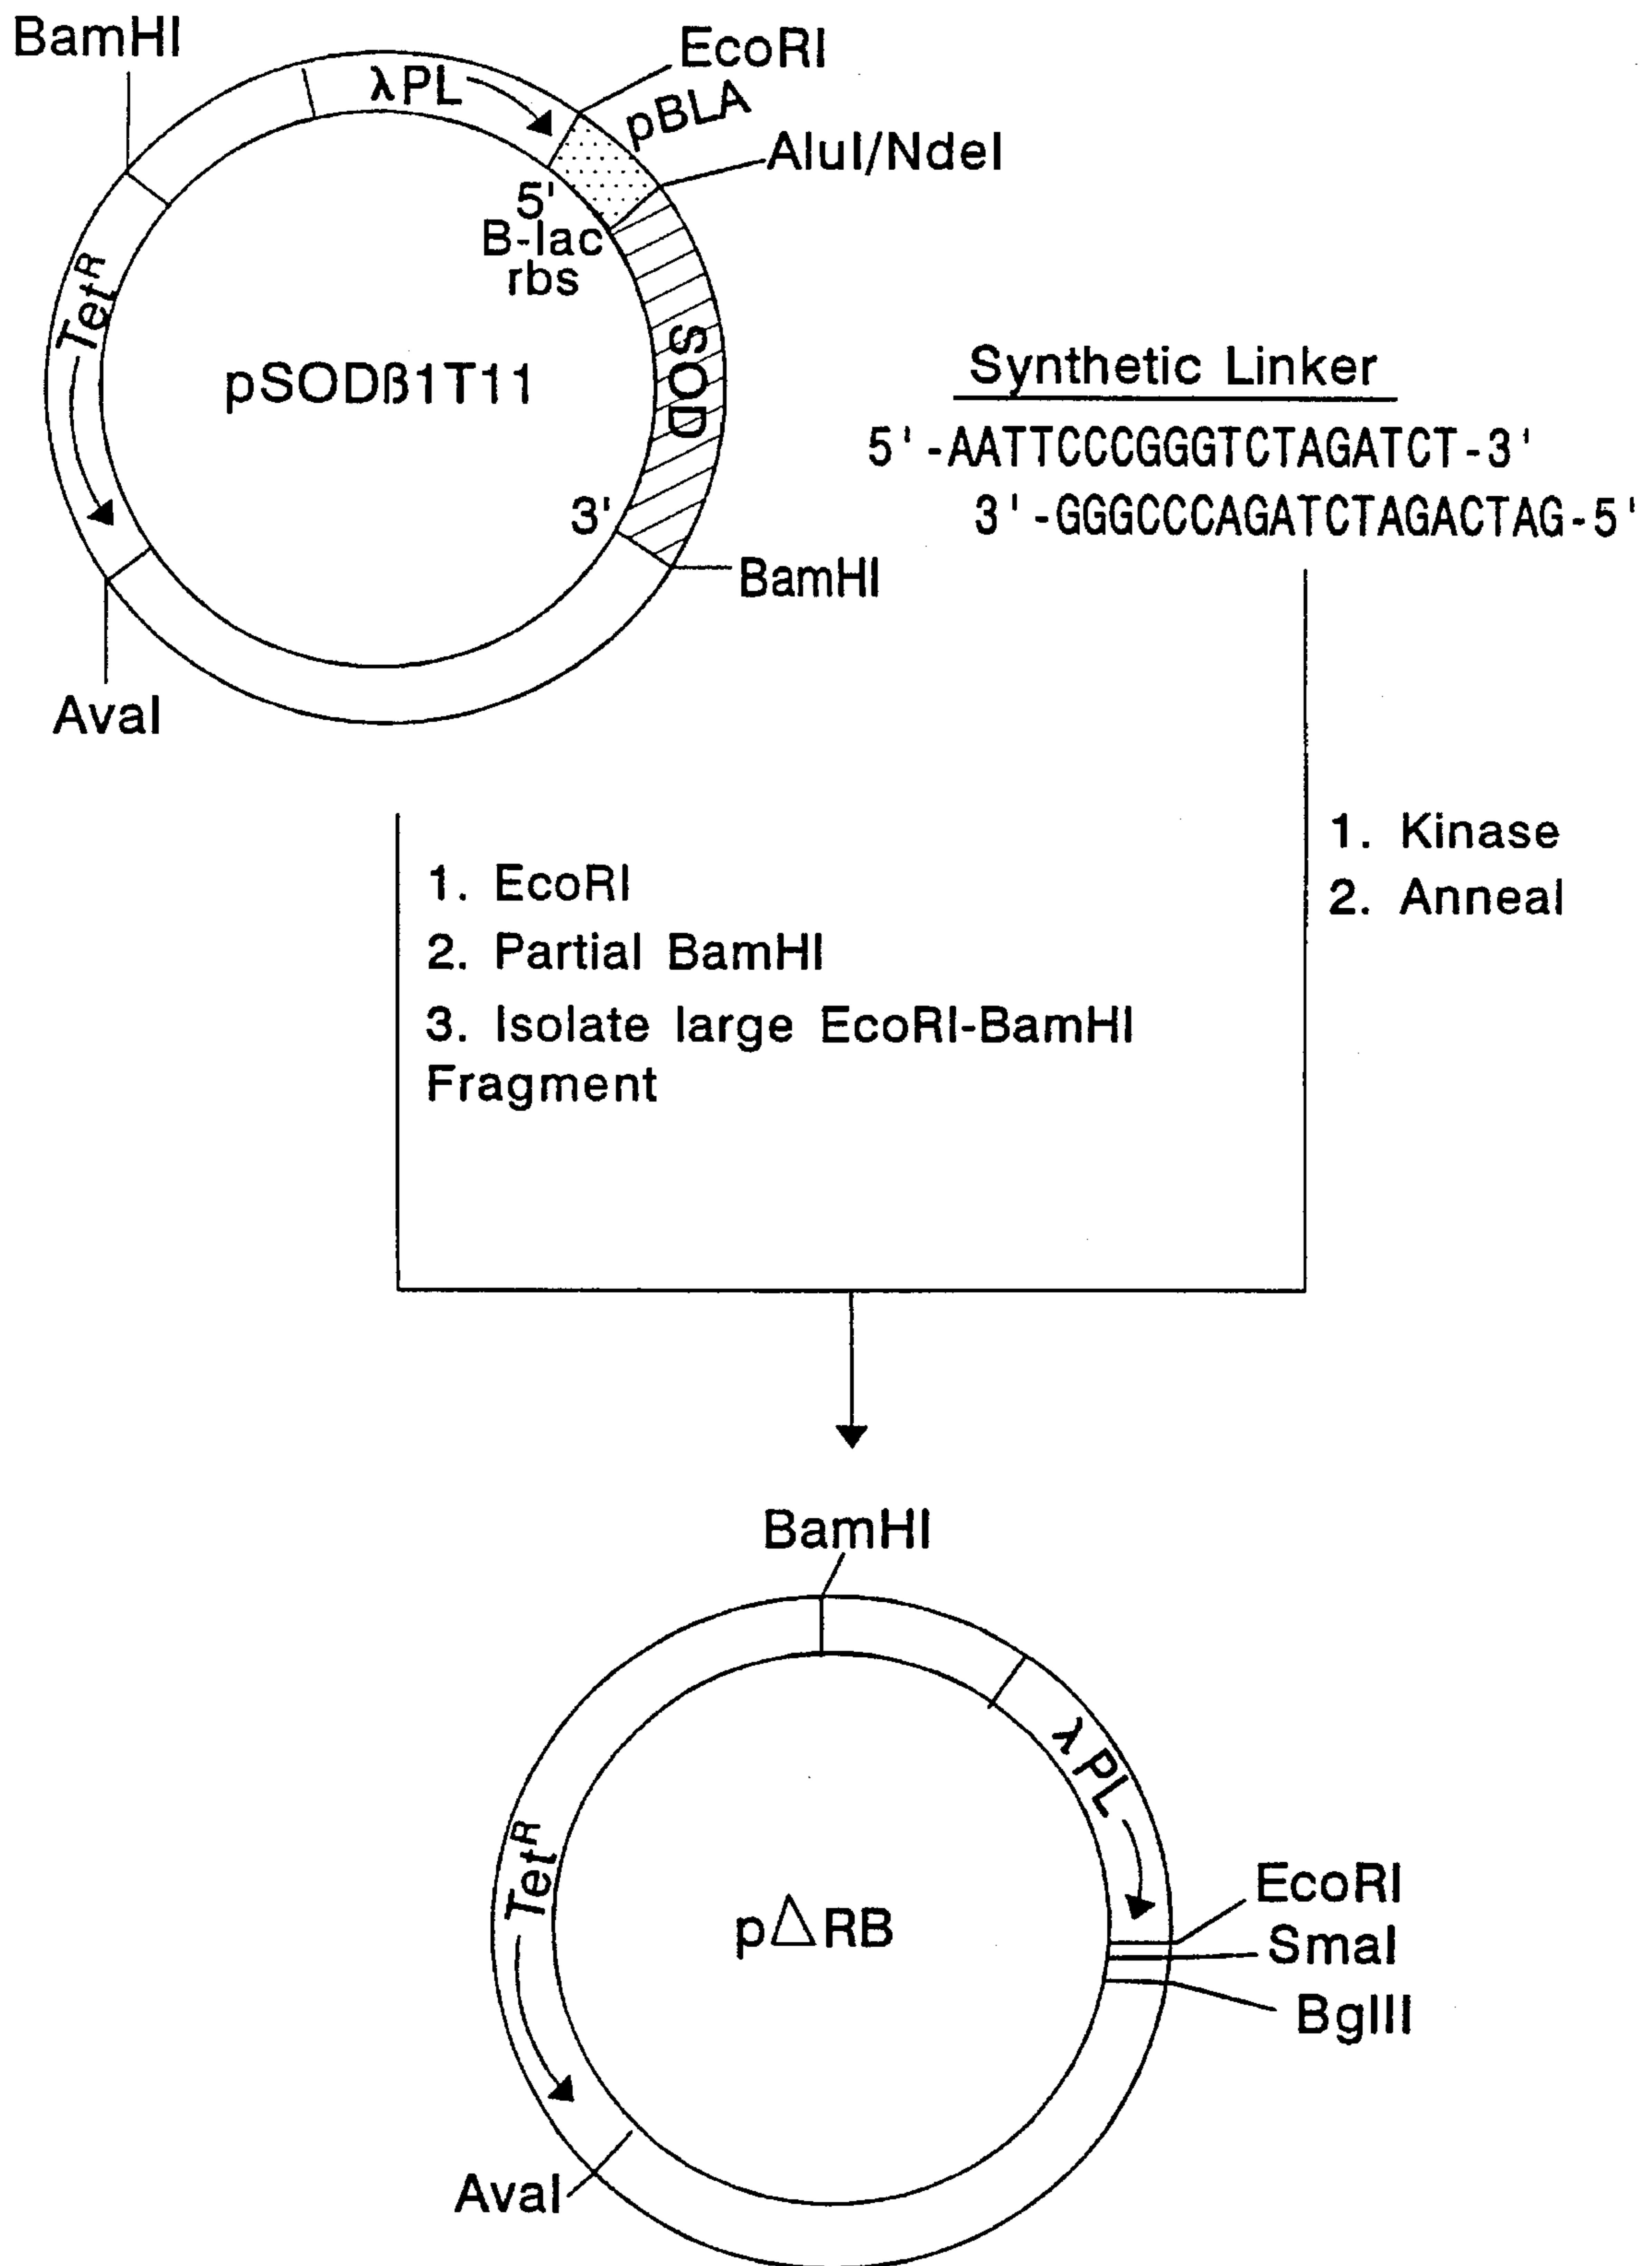 BamHI
λPL
EcoRI
pBLA
AluI/NdeI
5'
B-lac
rbs
TetR
pSODβ1T11
SOD
3'
BamHI
AvaI
Synthetic Linker
5'-AATTCCCGGGTCTAGATCT-3'
3'-GGGCCCAGATCTAGACTAG-5'
1. EcoRI
2. Partial BamHI
3. Isolate large EcoRI-BamHI
Fragment
1. Kinase
2. Anneal
BamHI
λPL
TetR
p△RB
EcoRI
SmaI
BglII
AvaI